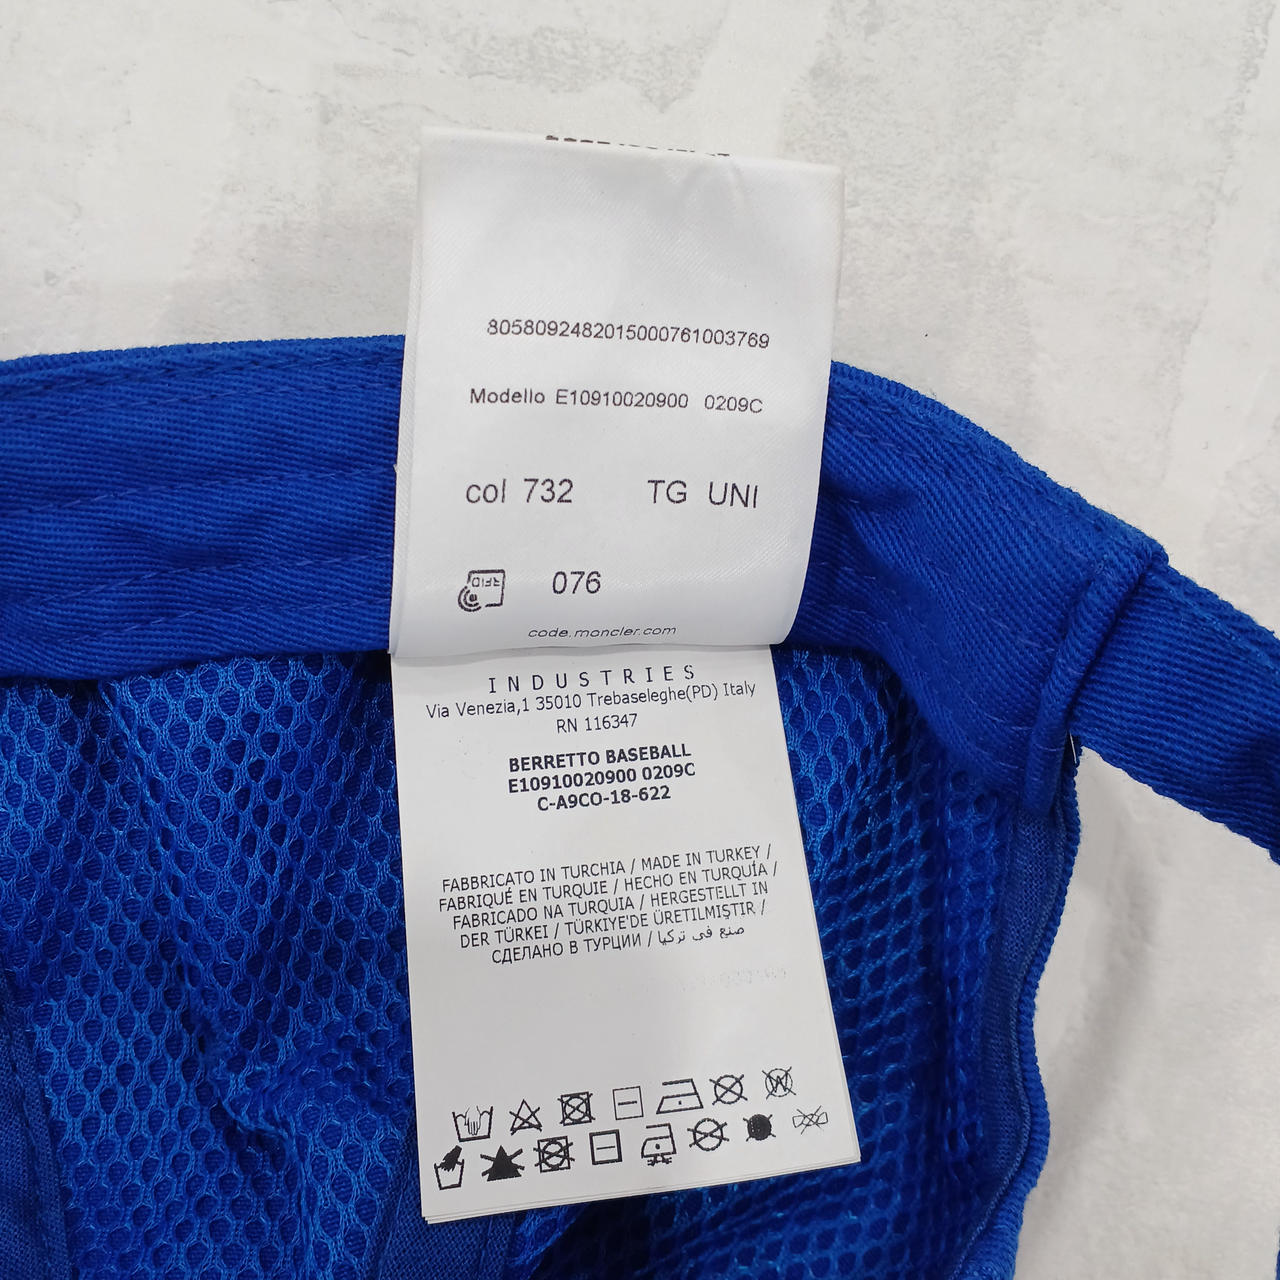 8058092482015000761003769
Modello E10910020900 0209C
col 732 TG UNI
RFID 076
code.moncler.com
INDUSTRIES
Via Venezia,1 35010 Trebaseleghe(PD) Italy
RN 116347
BERRETTO BASEBALL
E10910020900 0209C
C-A9CO-18-622
FABBRICATO IN TURCHIA / MADE IN TURKEY /
FABRIQUÉ EN TURQUIE / HECHO EN TURQUÍA /
FABRICADO NA TURQUIA / HERGESTELLT IN
DER TÜRKEI / TÜRKIYE'DE ÜRETILMIŞTIR /
СДЕЛАНО В ТУРЦИИ / صنع في تركيا
W